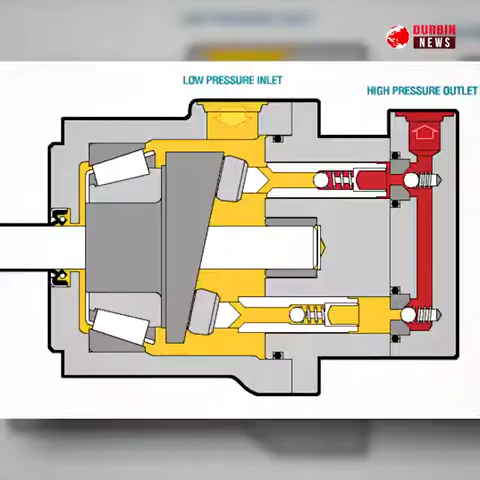 DURBIN
NEWS
LOW PRESSURE INLET
HIGH PRESSURE OUTLET